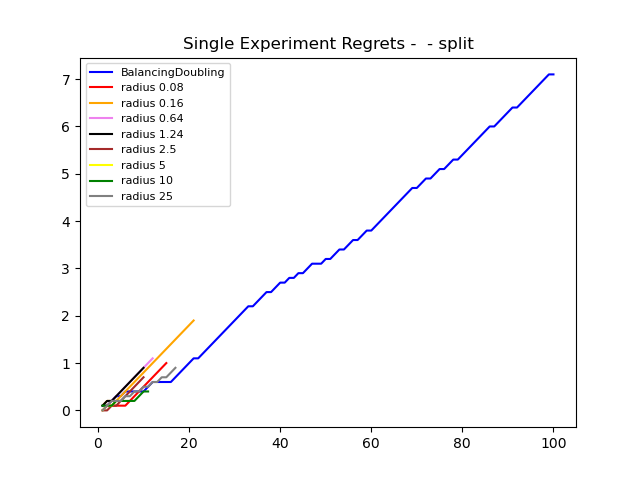 Single Experiment Regrets -  - split
BalancingDoubling
radius 0.08
radius 0.16
radius 0.64
radius 1.24
radius 2.5
radius 5
radius 10
radius 25
7
6
5
4
3
2
1
0
0 20 40 60 80 100